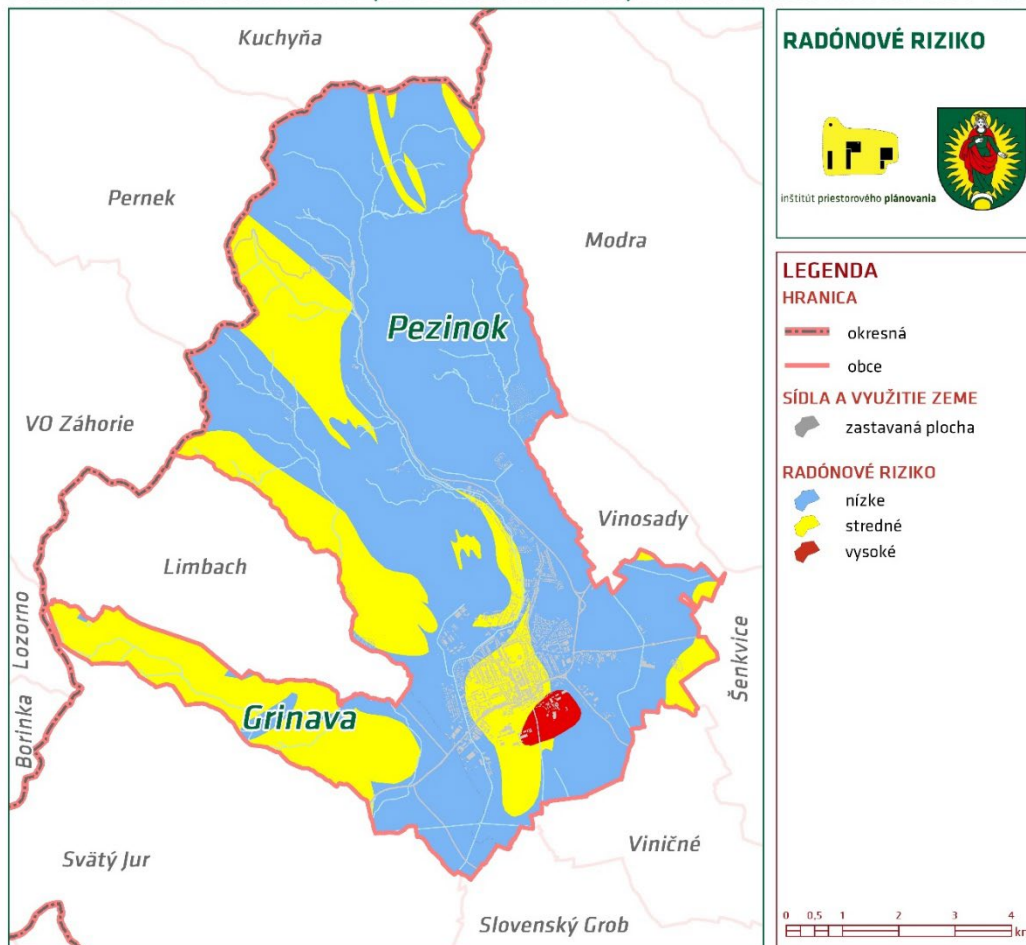 Kuchyňa
Pernek
Modra
Pezinok
VO Záhorie
Vinosady
Limbach
Lozorno
Šenkvice
Borinka
Grinava
Svätý Jur
Viničné
Slovenský Grob
RADÓNOVÉ RIZIKO
inštitút priestorového plánovania
LEGENDA
HRANICA
okresná
obce
SÍDLA A VYUŽITIE ZEME
zastavaná plocha
RADÓNOVÉ RIZIKO
nízke
stredné
vysoké
0 0,5 1 2 3 4